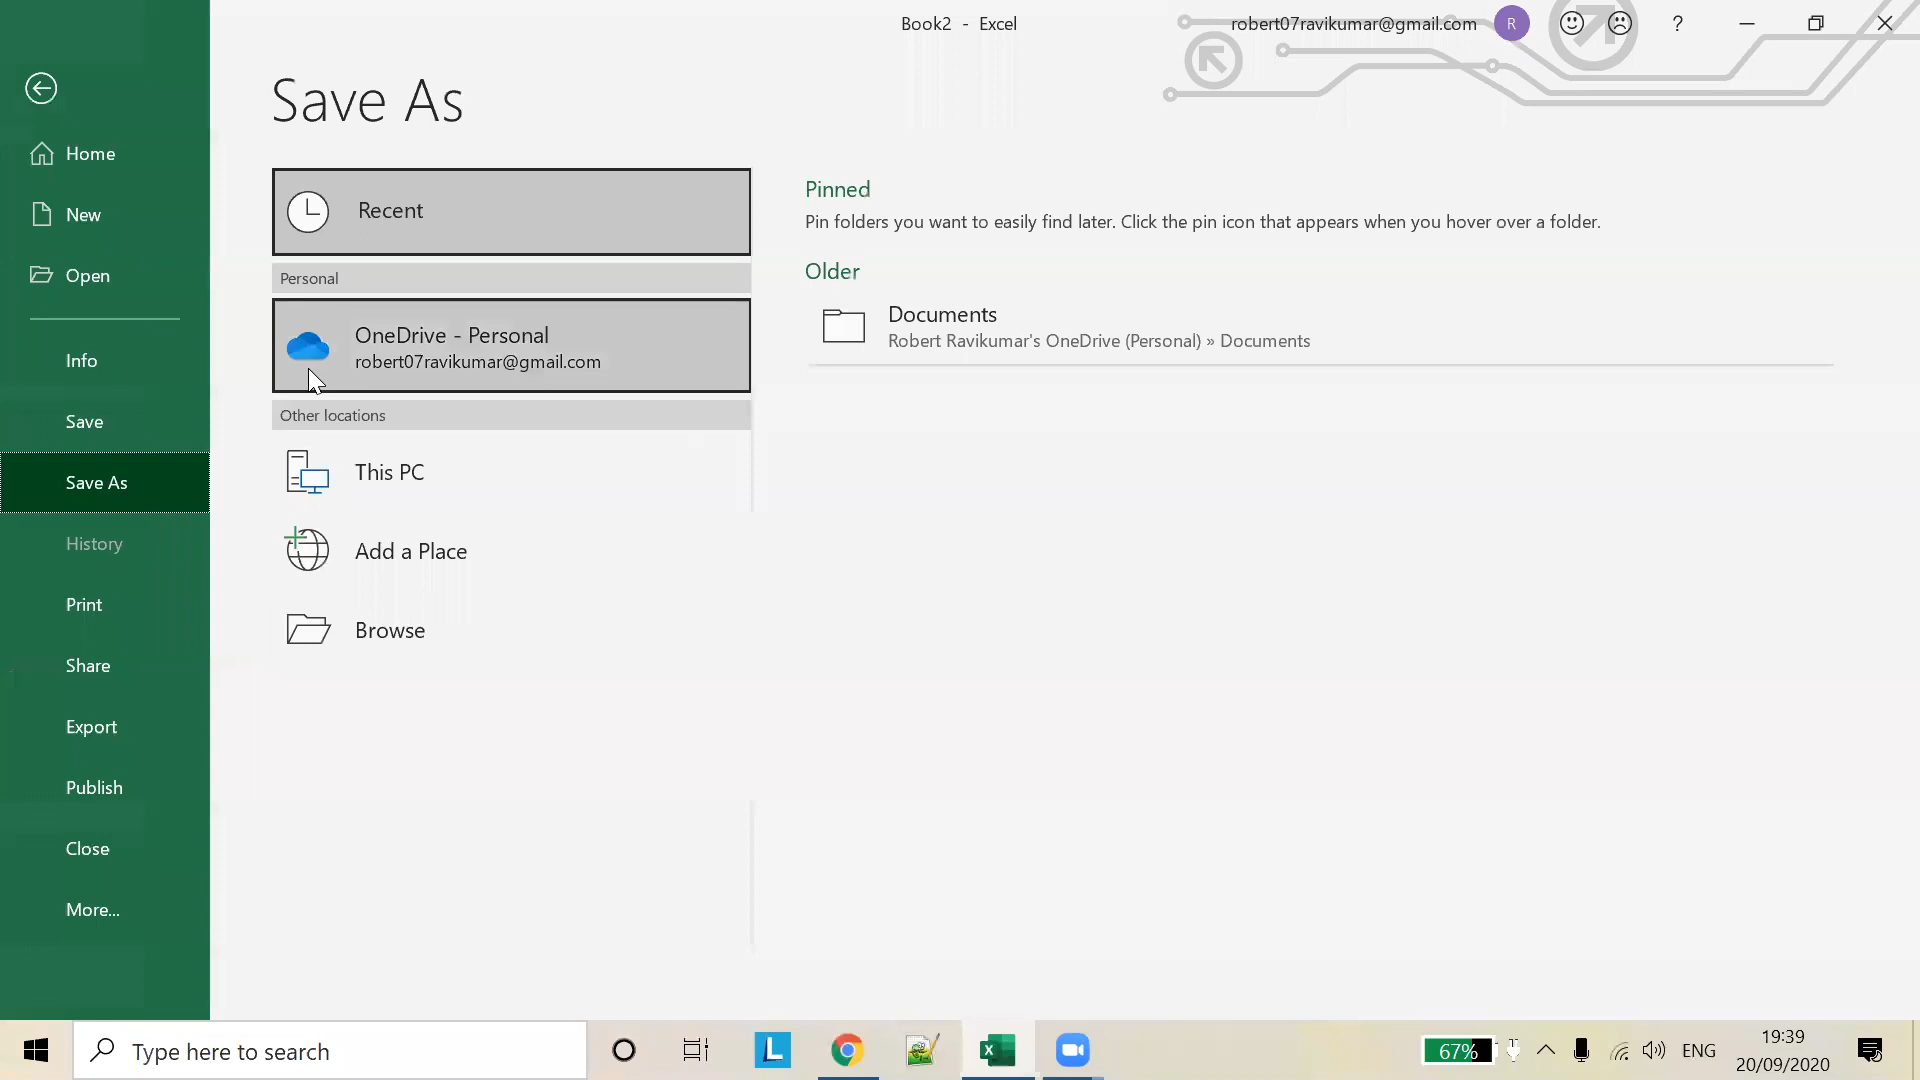 Book2 - Excel
robert07ravikumar@gmail.com
R
?
Save As
Home
New
Open
Info
Save
Save As
History
Print
Share
Export
Publish
Close
More...
Recent
Personal
OneDrive - Personal
robert07ravikumar@gmail.com
Other locations
This PC
Add a Place
Browse
Pinned
Pin folders you want to easily find later. Click the pin icon that appears when you hover over a folder.
Older
Documents
Robert Ravikumar's OneDrive (Personal) » Documents
Type here to search
L
X
67%
ENG
19:39
20/09/2020